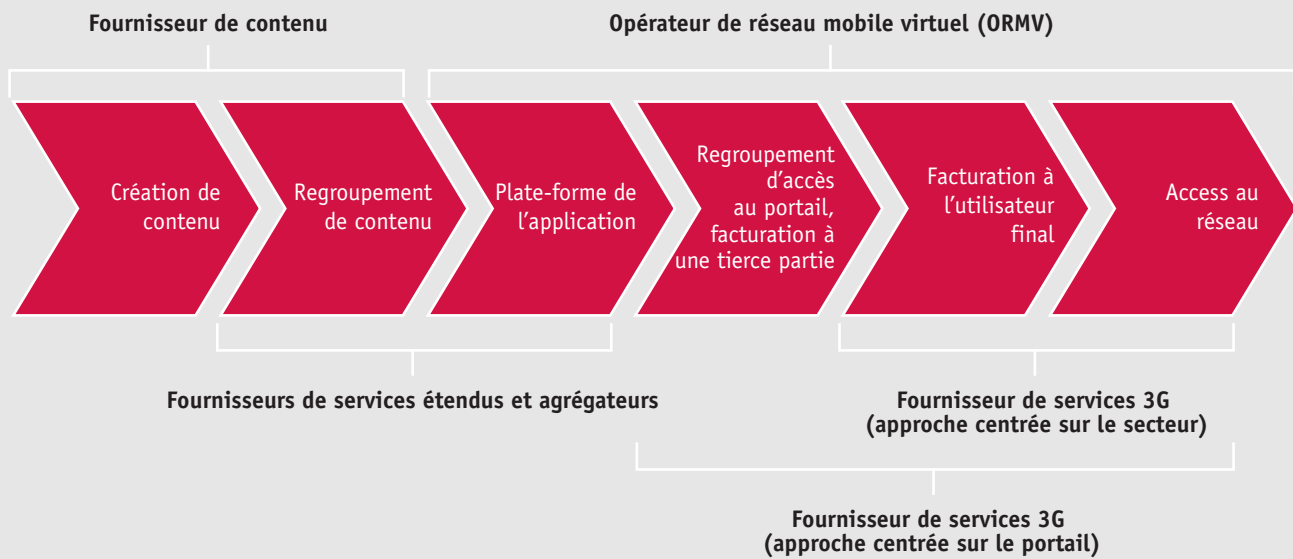 Fournisseur de contenu
Opérateur de réseau mobile virtuel (ORMV)
Création de
contenu
Regroupement
de contenu
Plate-forme de
l'application
Regroupement
d'accès
au portail,
facturation à
une tierce partie
Facturation à
l'utilisateur
final
Access au
réseau
Fournisseurs de services étendus et agrégateurs
Fournisseur de services 3G
(approche centrée sur le secteur)
Fournisseur de services 3G
(approche centrée sur le portail)